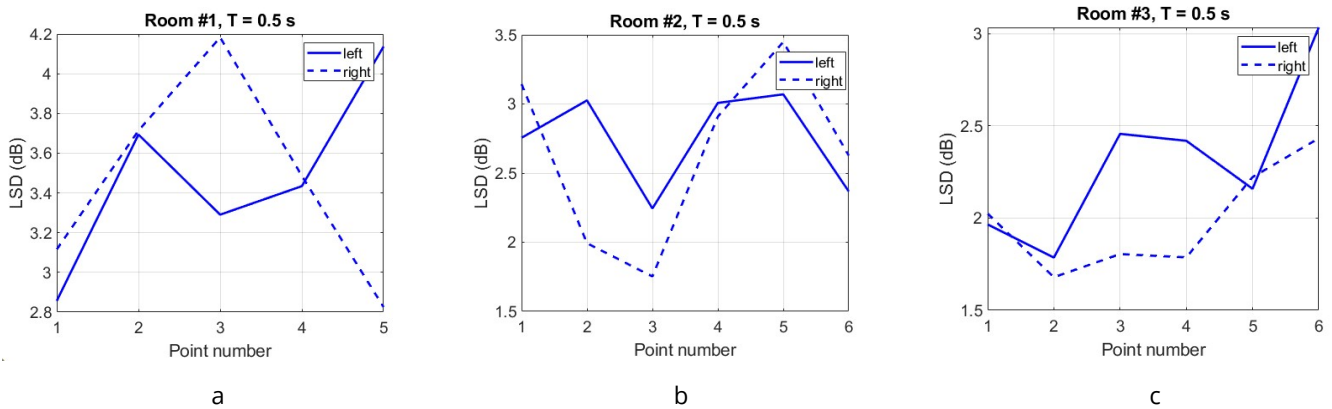 Room #1, T = 0.5 s
4.2
4
3.8
3.6
3.4
3.2
3
2.8
LSD (dB)
left
right
1 2 3 4 5
Point number
a
Room #2, T = 0.5 s
3.5
3
2.5
2
1.5
LSD (dB)
left
right
1 2 3 4 5 6
Point number
b
Room #3, T = 0.5 s
3
2.5
2
1.5
LSD (dB)
left
right
1 2 3 4 5 6
Point number
c